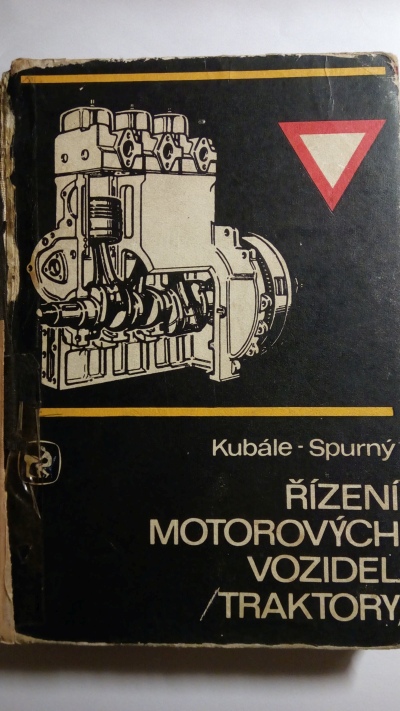 Kubále - Spurný
ŘÍZENÍ
MOTOROVÝCH
VOZIDEL
/TRAKTORY/